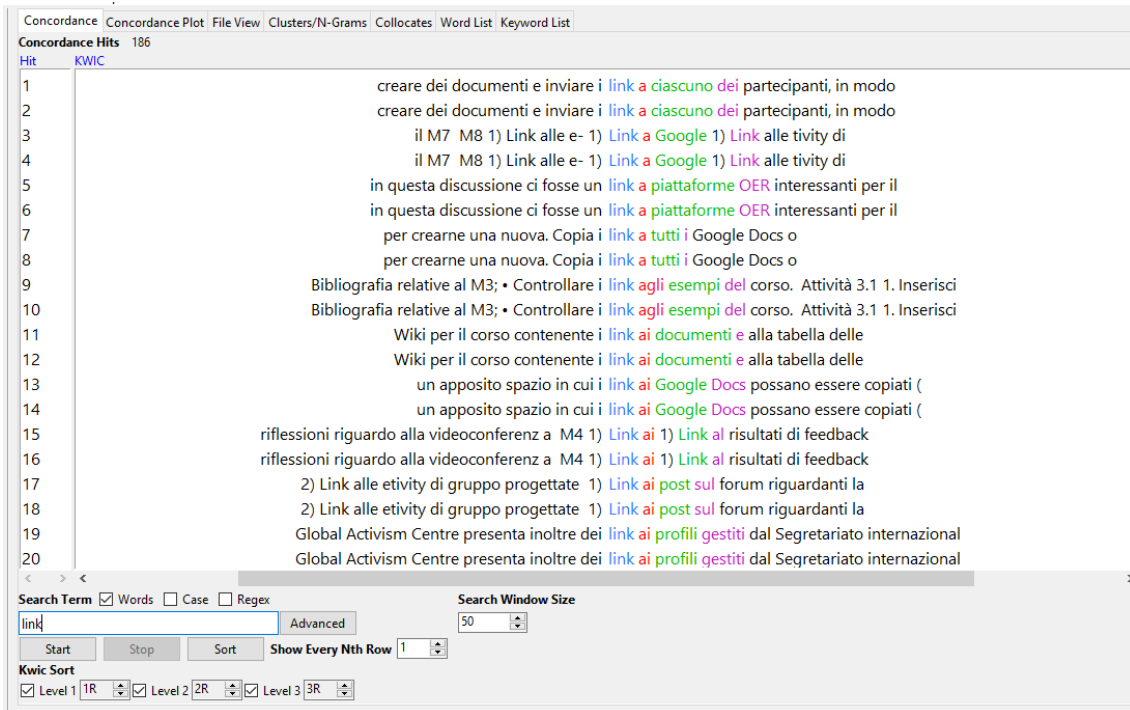 Concordance Concordance Plot File View Clusters/N-Grams Collocates Word List Keyword List
Concordance Hits 186
Hit KWIC
1 creare dei documenti e inviare i link a ciascuno dei partecipanti, in modo
2 creare dei documenti e inviare i link a ciascuno dei partecipanti, in modo
3 il M7 M8 1) Link alle e- 1) Link a Google 1) Link alle tivity di
4 il M7 M8 1) Link alle e- 1) Link a Google 1) Link alle tivity di
5 in questa discussione ci fosse un link a piattaforme OER interessanti per il
6 in questa discussione ci fosse un link a piattaforme OER interessanti per il
7 per crearne una nuova. Copia i link a tutti i Google Docs o
8 per crearne una nuova. Copia i link a tutti i Google Docs o
9 Bibliografia relative al M3; • Controllare i link agli esempi del corso. Attività 3.1 1. Inserisci
10 Bibliografia relative al M3; • Controllare i link agli esempi del corso. Attività 3.1 1. Inserisci
11 Wiki per il corso contenente i link ai documenti e alla tabella delle
12 Wiki per il corso contenente i link ai documenti e alla tabella delle
13 un apposito spazio in cui i link ai Google Docs possano essere copiati (
14 un apposito spazio in cui i link ai Google Docs possano essere copiati (
15 riflessioni riguardo alla videoconferenz a M4 1) Link ai 1) Link al risultati di feedback
16 riflessioni riguardo alla videoconferenz a M4 1) Link ai 1) Link al risultati di feedback
17 2) Link alle etivity di gruppo progettate 1) Link ai post sul forum riguardanti la
18 2) Link alle etivity di gruppo progettate 1) Link ai post sul forum riguardanti la
19 Global Activism Centre presenta inoltre dei link ai profili gestiti dal Segretariato internazional
20 Global Activism Centre presenta inoltre dei link ai profili gestiti dal Segretariato internazional
Search Term Words Case Regex Search Window Size
link Advanced 50
Start Stop Sort Show Every Nth Row 1
Kwic Sort
Level 1 1R Level 2 2R Level 3 3R